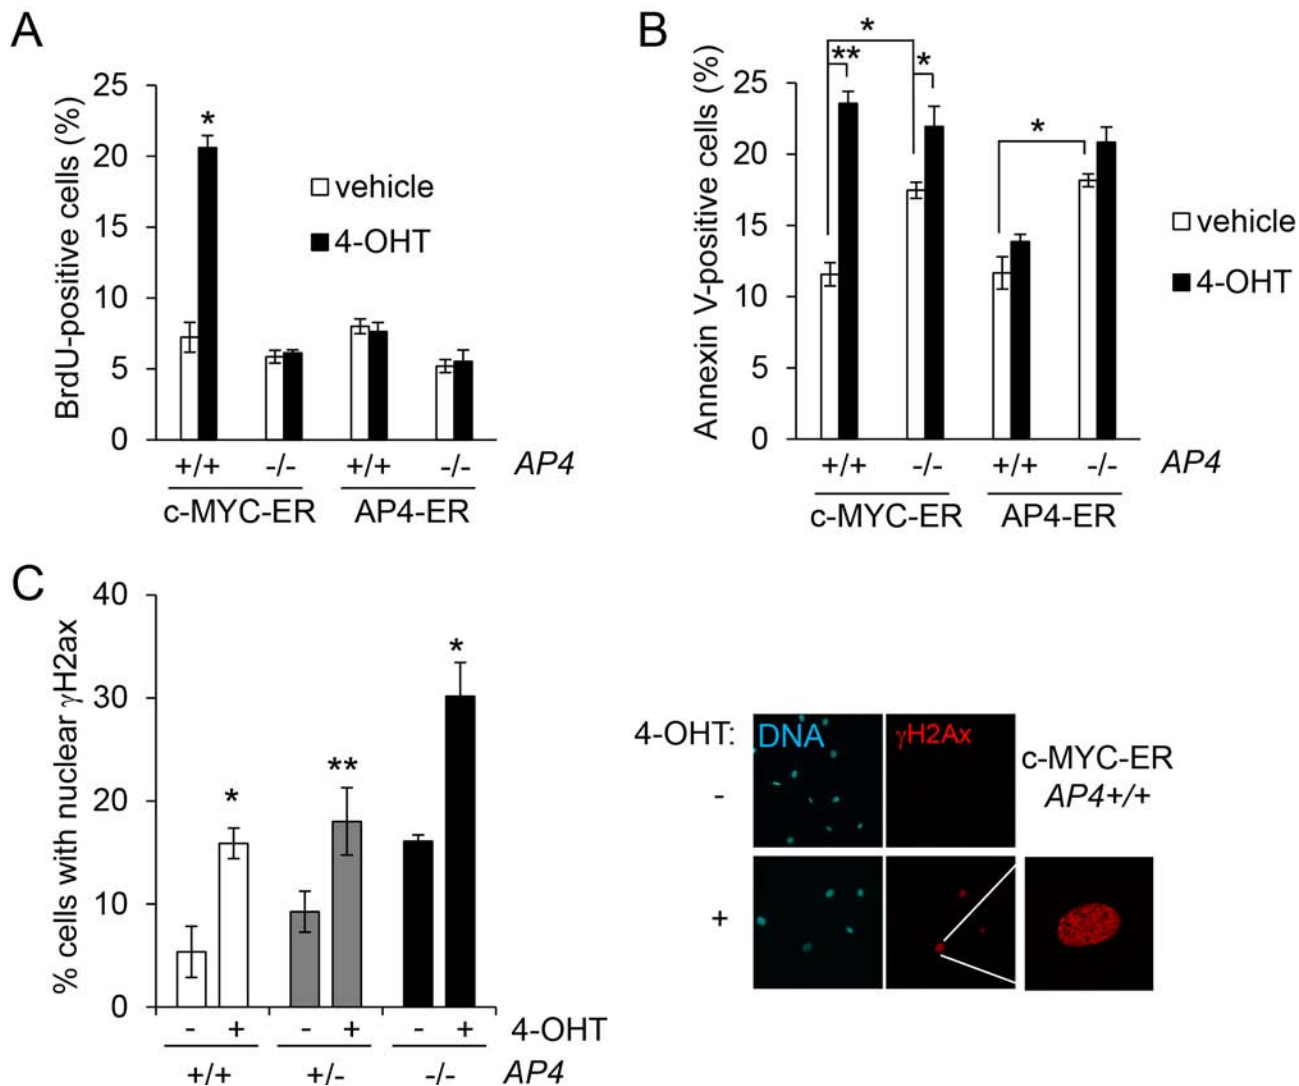 A
BrdU-positive cells (%)
25
20
15
10
5
0
*
vehicle
4-OHT
+/+ -/- +/+ -/- AP4
c-MYC-ER AP4-ER
B
Annexin V-positive cells (%)
25
20
15
10
5
0
*
** *
*
vehicle
4-OHT
+/+ -/- +/+ -/- AP4
c-MYC-ER AP4-ER
C
% cells with nuclear γH2ax
40
30
20
10
0
* ** *
- + - + - + 4-OHT
+/+ +/- -/- AP4
4-OHT: DNA γH2Ax
-
+
c-MYC-ER
AP4+/+